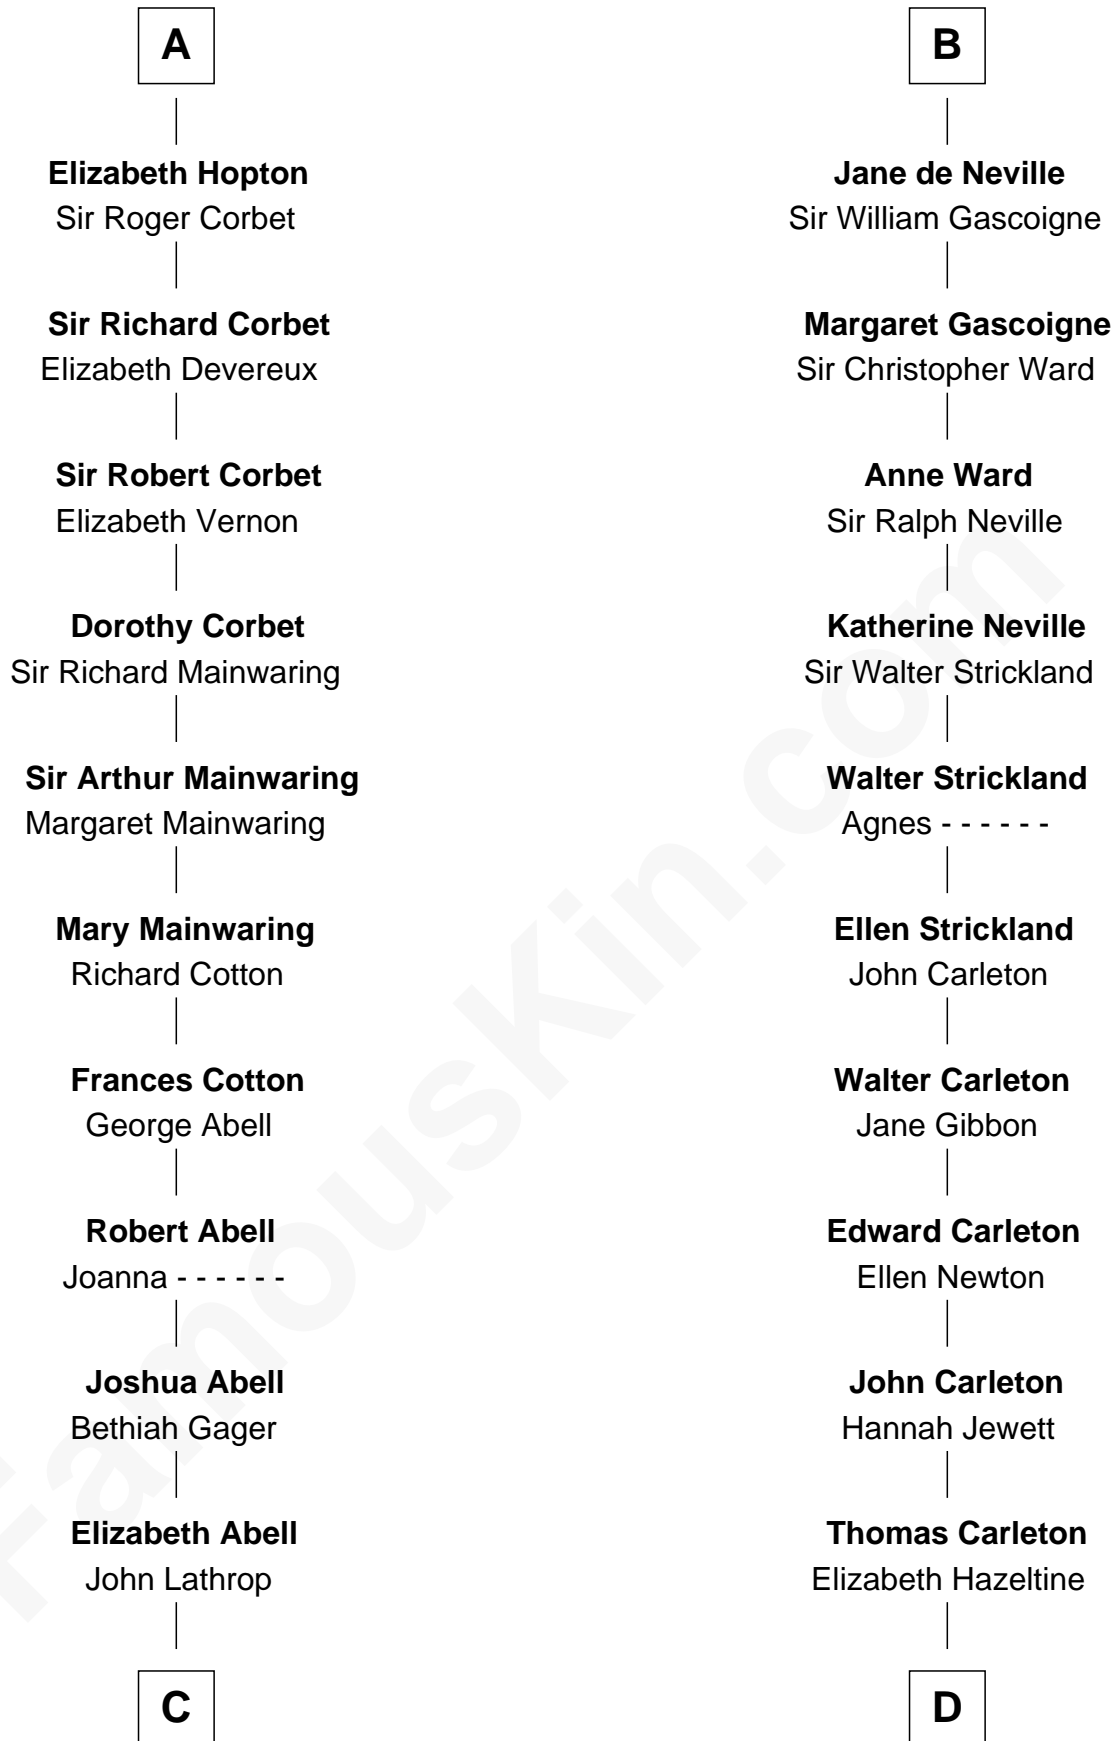 A
Elizabeth Hopton
Sir Roger Corbet
Sir Richard Corbet
Elizabeth Devereux
Sir Robert Corbet
Elizabeth Vernon
Dorothy Corbet
Sir Richard Mainwaring
Sir Arthur Mainwaring
Margaret Mainwaring
Mary Mainwaring
Richard Cotton
Frances Cotton
George Abell
Robert Abell
Joanna - - - - - -
Joshua Abell
Bethiah Gager
Elizabeth Abell
John Lathrop
C
B
Jane de Neville
Sir William Gascoigne
Margaret Gascoigne
Sir Christopher Ward
Anne Ward
Sir Ralph Neville
Katherine Neville
Sir Walter Strickland
Walter Strickland
Agnes - - - - - -
Ellen Strickland
John Carleton
Walter Carleton
Jane Gibbon
Edward Carleton
Ellen Newton
John Carleton
Hannah Jewett
Thomas Carleton
Elizabeth Hazeltine
D
FamousKin.com